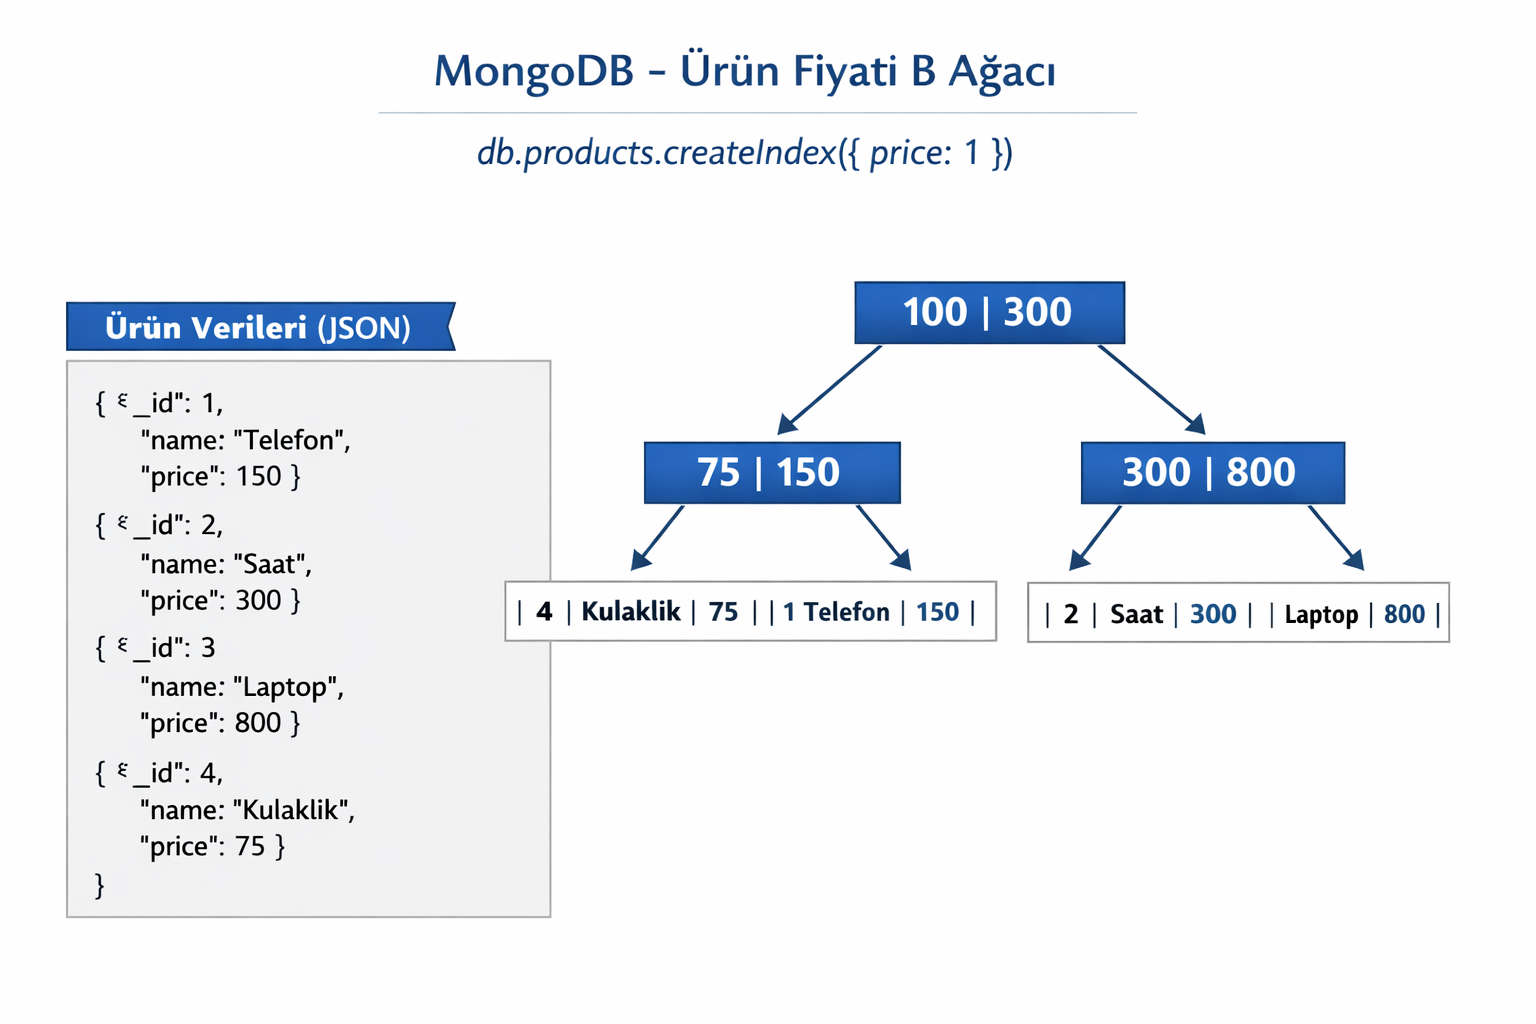 MongoDB – Ürün Fiyati B Ağacı
db.products.createIndex({ price: 1 })
Ürün Verileri (JSON)
{ ꞓ _id": 1,
"name: "Telefon",
"price": 150 }
{ ꞓ _id": 2,
"name: "Saat",
"price": 300 }
{ ꞓ _id": 3
"name: "Laptop",
"price": 800 }
{ ꞓ _id": 4,
"name: "Kulaklik",
"price": 75 }
}
100 | 300
75 | 150
300 | 800
| 4 | Kulaklik | 75 | | 1 Telefon | 150 |
| 2 | Saat | 300 | | Laptop | 800 |